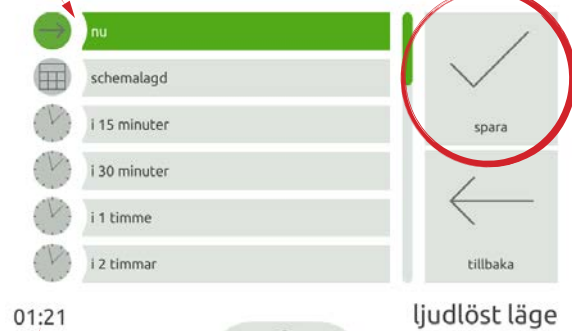 nu
schemalagd
i 15 minuter
i 30 minuter
i 1 timme
i 2 timmar
spara
tillbaka
01:21
ljudlöst läge